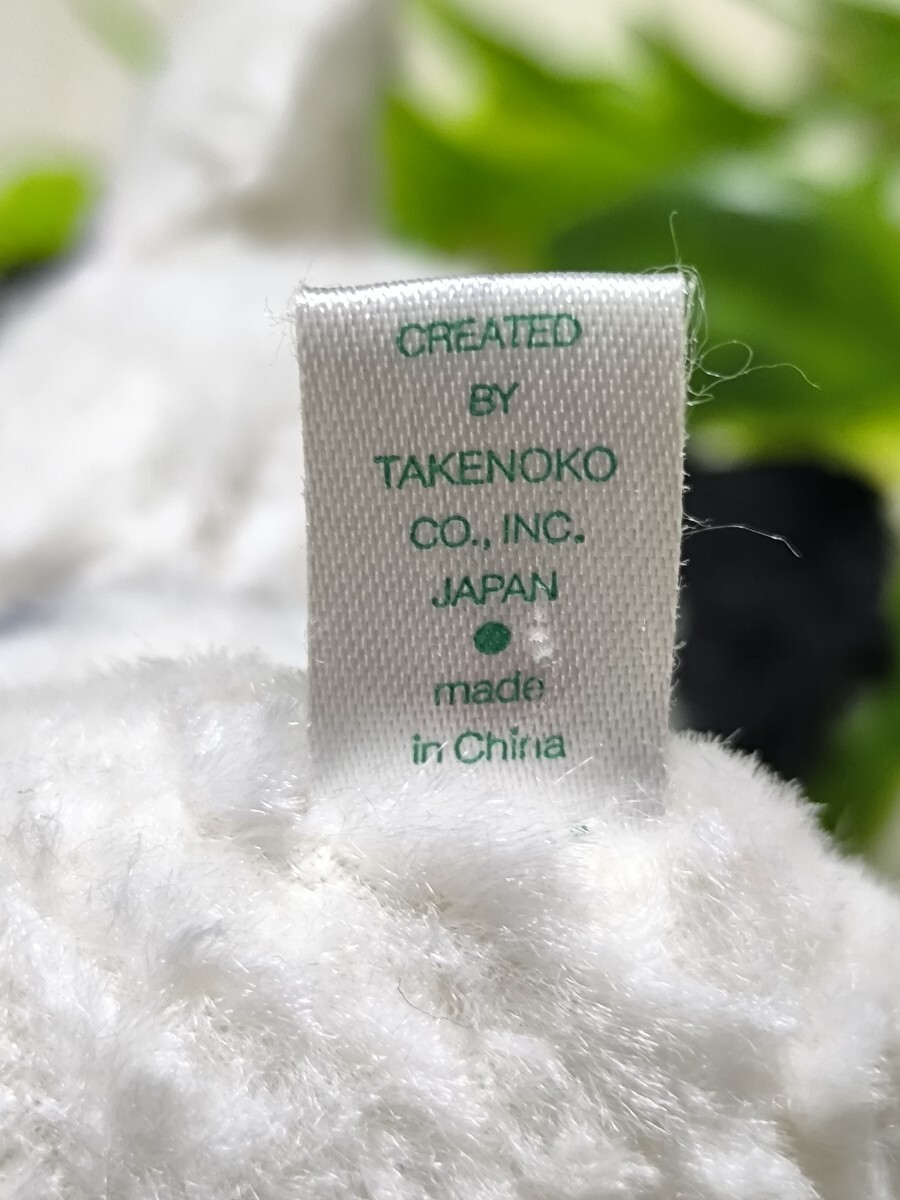 CREATED
BY
TAKENOKO
CO., INC.
JAPAN
●
made
in China